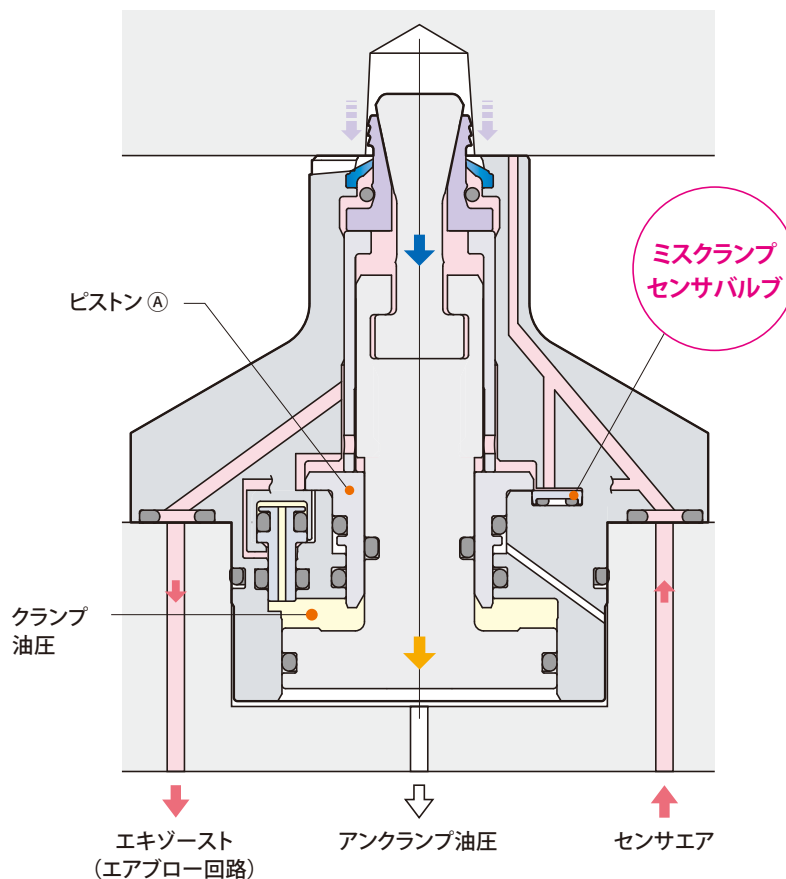 ミスクランプ
センサバルブ
ピストン Ⓐ
クランプ
油圧
エキゾースト
（エアブロー回路）
アンクランプ油圧
センサエア